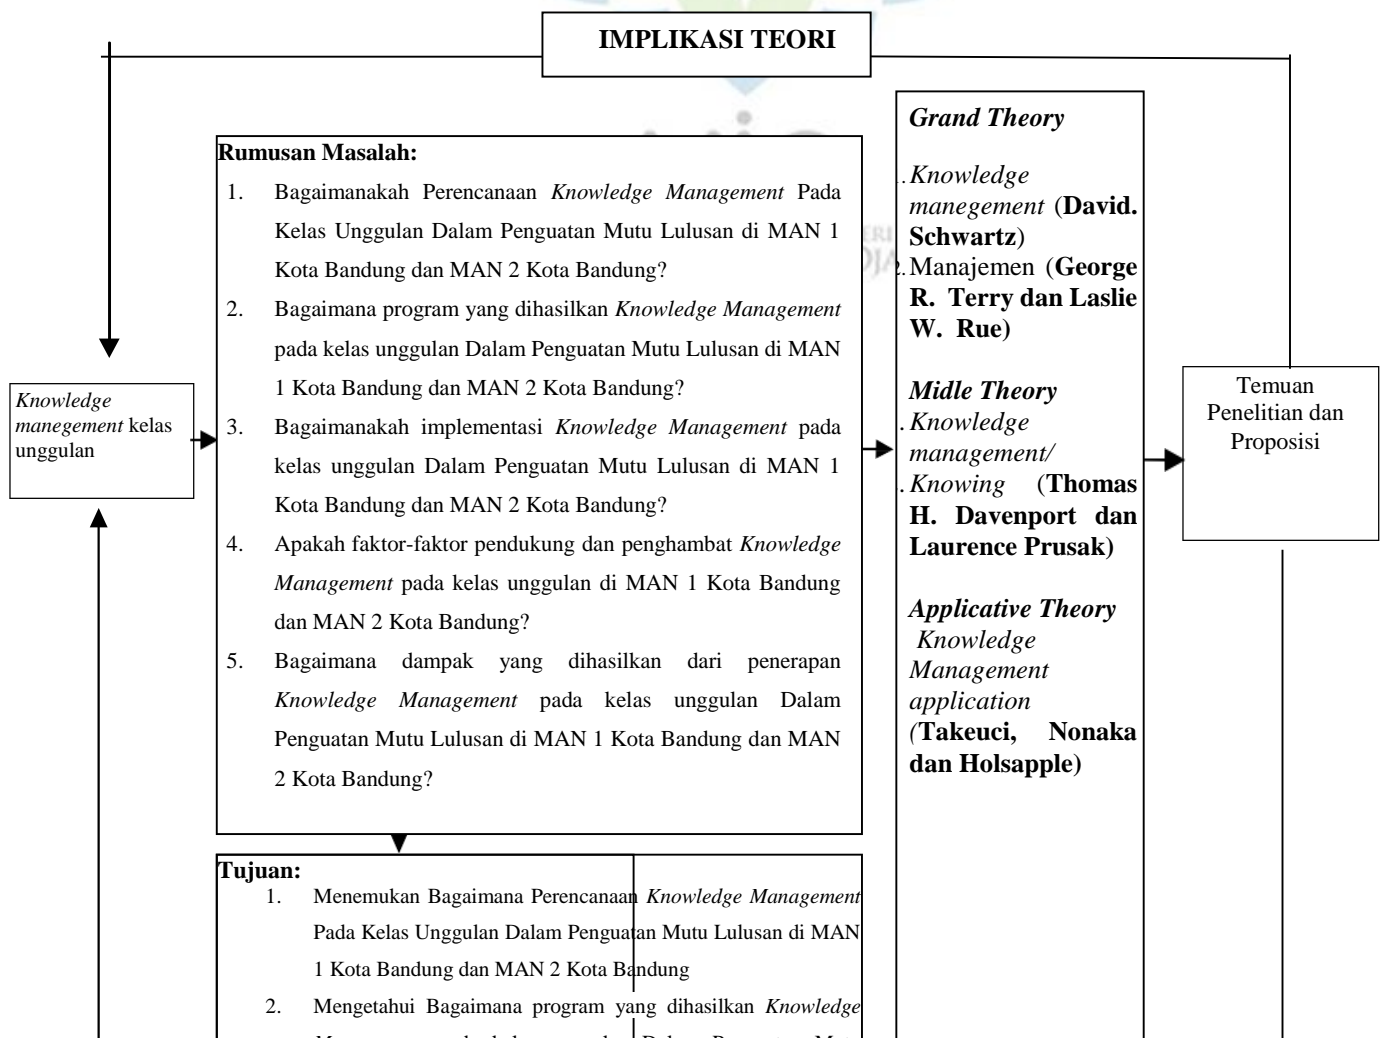 IMPLIKASI TEORI
Knowledge
manegement kelas
unggulan
Rumusan Masalah:
1. Bagaimanakah Perencanaan Knowledge Management Pada
Kelas Unggulan Dalam Penguatan Mutu Lulusan di MAN 1
Kota Bandung dan MAN 2 Kota Bandung?
2. Bagaimana program yang dihasilkan Knowledge Management
pada kelas unggulan Dalam Penguatan Mutu Lulusan di MAN
1 Kota Bandung dan MAN 2 Kota Bandung?
3. Bagaimanakah implementasi Knowledge Management pada
kelas unggulan Dalam Penguatan Mutu Lulusan di MAN 1
Kota Bandung dan MAN 2 Kota Bandung?
4. Apakah faktor-faktor pendukung dan penghambat Knowledge
Management pada kelas unggulan di MAN 1 Kota Bandung
dan MAN 2 Kota Bandung?
5. Bagaimana dampak yang dihasilkan dari penerapan
Knowledge Management pada kelas unggulan Dalam
Penguatan Mutu Lulusan di MAN 1 Kota Bandung dan MAN
2 Kota Bandung?
Tujuan:
1. Menemukan Bagaimana Perencanaan Knowledge Management
Pada Kelas Unggulan Dalam Penguatan Mutu Lulusan di MAN
1 Kota Bandung dan MAN 2 Kota Bandung
2. Mengetahui Bagaimana program yang dihasilkan Knowledge
Grand Theory
Knowledge
manegement (David.
Schwartz)
Manajemen (George
R. Terry dan Laslie
W. Rue)
Midle Theory
Knowledge
management/
Knowing (Thomas
H. Davenport dan
Laurence Prusak)
Applicative Theory
Knowledge
Management
application
(Takeuci, Nonaka
dan Holsapple)
Temuan
Penelitian dan
Proposisi